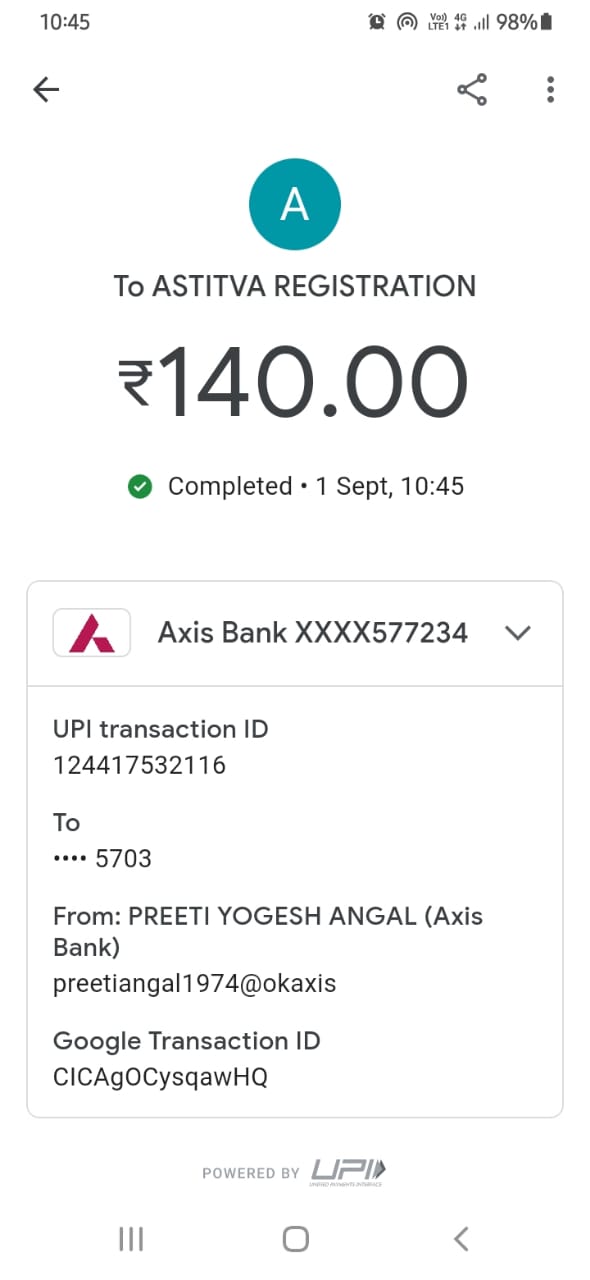 10:45
Vo)) 4G
LTE1 98%
A
To ASTITVA REGISTRATION
₹140.00
Completed • 1 Sept, 10:45
Axis Bank XXXX577234
UPI transaction ID
124417532116
To
•••• 5703
From: PREETI YOGESH ANGAL (Axis
Bank)
preetiangal1974@okaxis
Google Transaction ID
CICAgOCysqawHQ
POWERED BY UPI
UNIFIED PAYMENTS INTERFACE